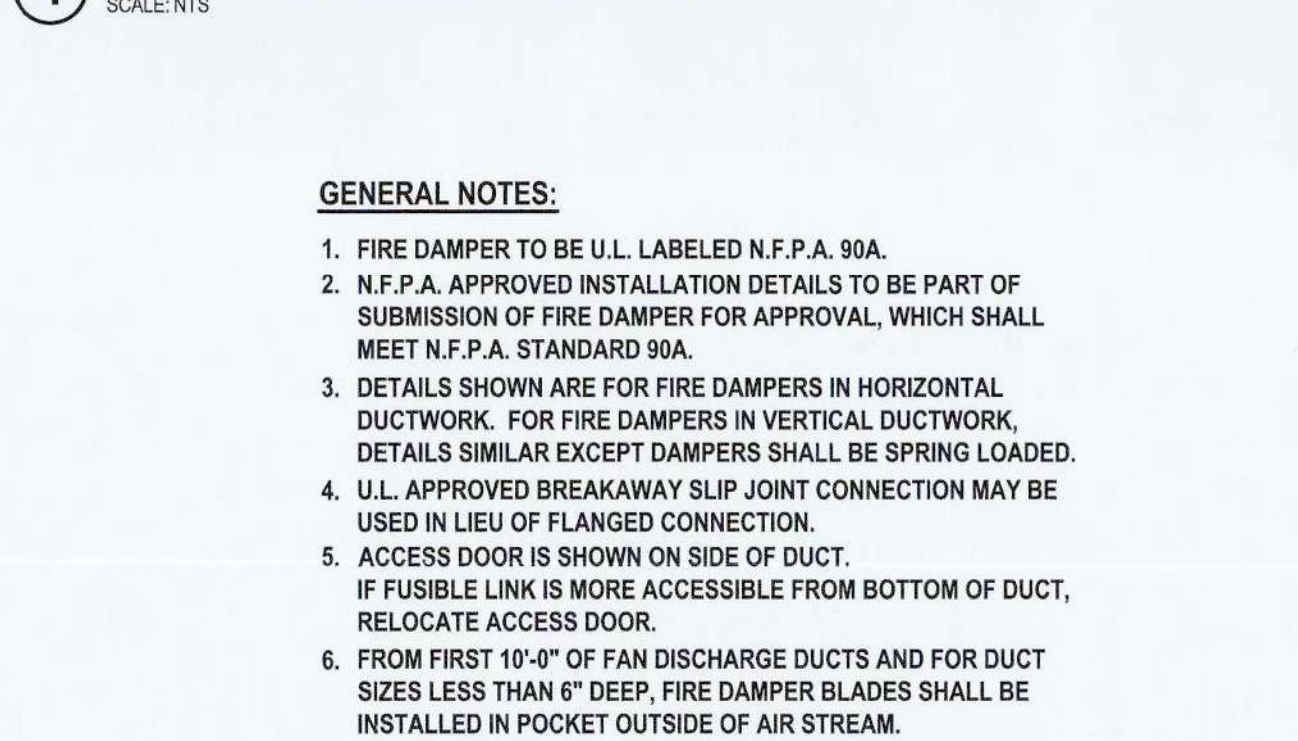 SCALE: NTS
GENERAL NOTES:
1. FIRE DAMPER TO BE U.L. LABELED N.F.P.A. 90A.
2. N.F.P.A. APPROVED INSTALLATION DETAILS TO BE PART OF
SUBMISSION OF FIRE DAMPER FOR APPROVAL, WHICH SHALL
MEET N.F.P.A. STANDARD 90A.
3. DETAILS SHOWN ARE FOR FIRE DAMPERS IN HORIZONTAL
DUCTWORK. FOR FIRE DAMPERS IN VERTICAL DUCTWORK,
DETAILS SIMILAR EXCEPT DAMPERS SHALL BE SPRING LOADED.
4. U.L. APPROVED BREAKAWAY SLIP JOINT CONNECTION MAY BE
USED IN LIEU OF FLANGED CONNECTION.
5. ACCESS DOOR IS SHOWN ON SIDE OF DUCT.
IF FUSIBLE LINK IS MORE ACCESSIBLE FROM BOTTOM OF DUCT,
RELOCATE ACCESS DOOR.
6. FROM FIRST 10'-0" OF FAN DISCHARGE DUCTS AND FOR DUCT
SIZES LESS THAN 6" DEEP, FIRE DAMPER BLADES SHALL BE
INSTALLED IN POCKET OUTSIDE OF AIR STREAM.